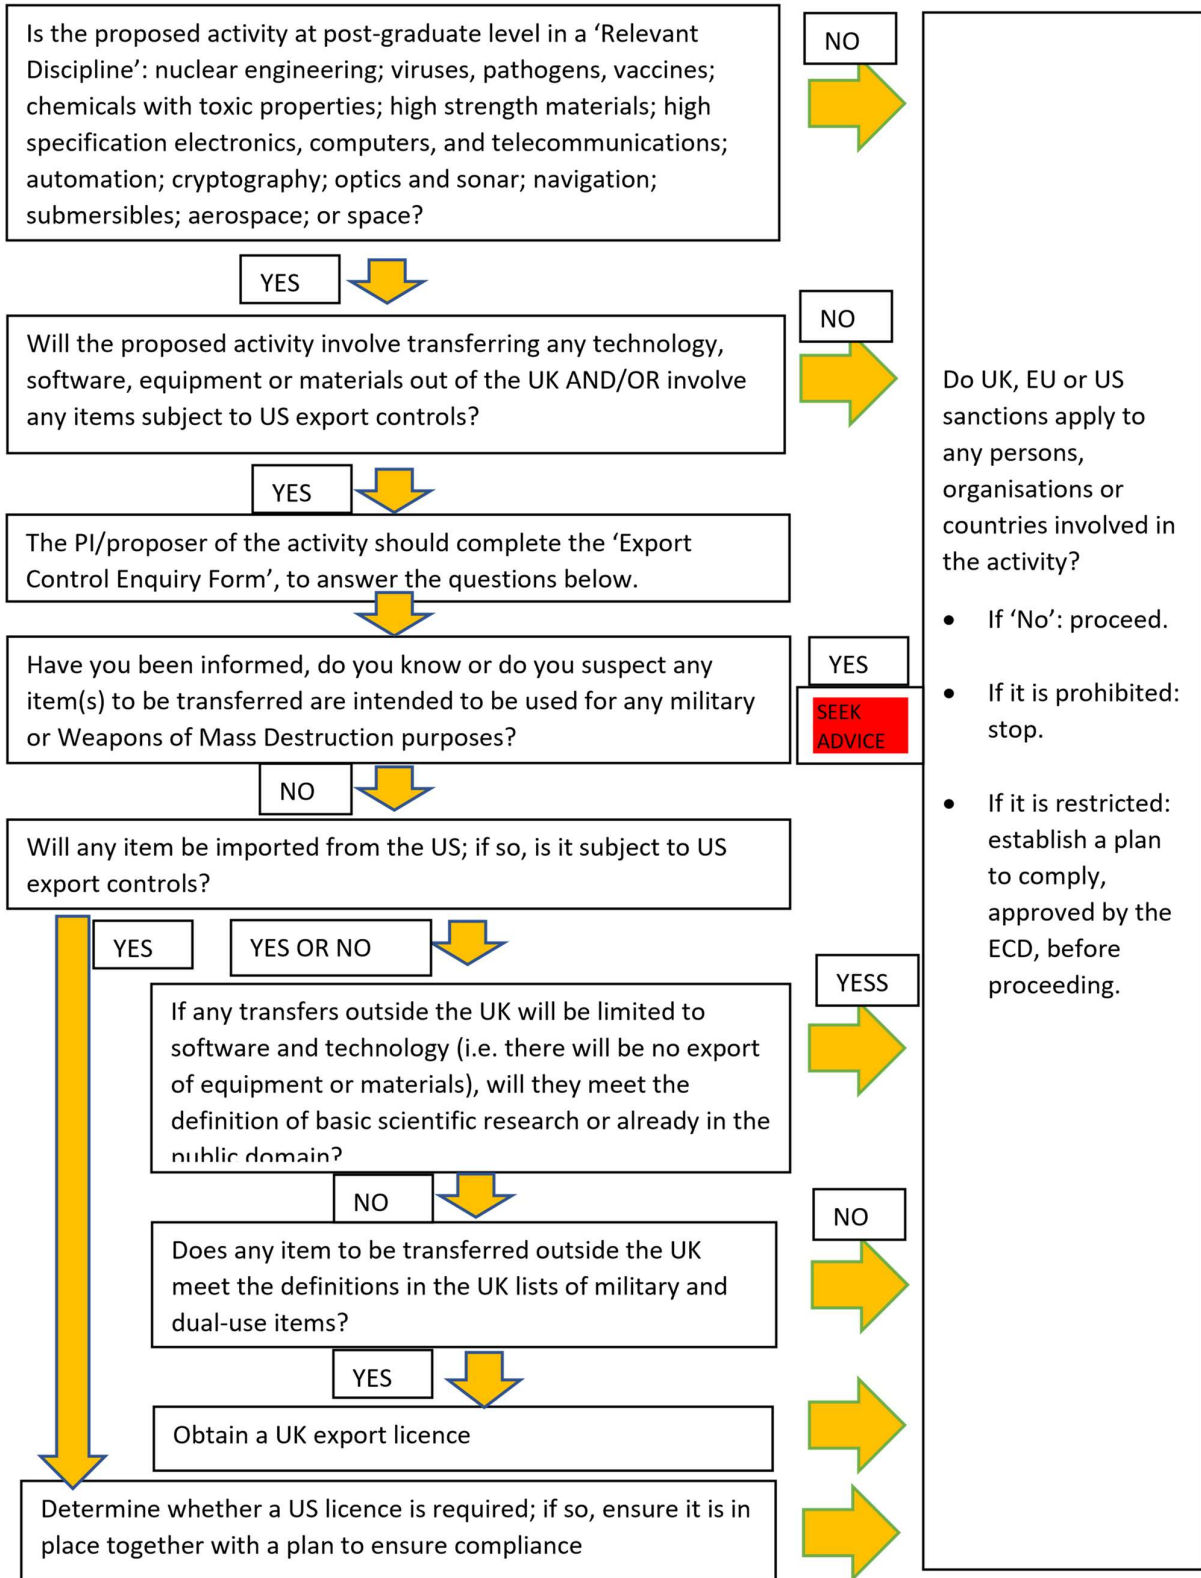 Is the proposed activity at post-graduate level in a ‘Relevant
Discipline’: nuclear engineering; viruses, pathogens, vaccines;
chemicals with toxic properties; high strength materials; high
specification electronics, computers, and telecommunications;
automation; cryptography; optics and sonar; navigation;
submersibles; aerospace; or space?
NO
YES
Will the proposed activity involve transferring any technology,
software, equipment or materials out of the UK AND/OR involve
any items subject to US export controls?
NO
YES
The PI/proposer of the activity should complete the ‘Export
Control Enquiry Form’, to answer the questions below.
Have you been informed, do you know or do you suspect any
item(s) to be transferred are intended to be used for any military
or Weapons of Mass Destruction purposes?
YES
SEEK
ADVICE
NO
Will any item be imported from the US; if so, is it subject to US
export controls?
YES
YES OR NO
If any transfers outside the UK will be limited to
software and technology (i.e. there will be no export
of equipment or materials), will they meet the
definition of basic scientific research or already in the
public domain?
YESS
NO
Does any item to be transferred outside the UK
meet the definitions in the UK lists of military and
dual-use items?
NO
YES
Obtain a UK export licence
Determine whether a US licence is required; if so, ensure it is in
place together with a plan to ensure compliance
Do UK, EU or US
sanctions apply to
any persons,
organisations or
countries involved in
the activity?
• If ‘No’: proceed.
• If it is prohibited:
stop.
• If it is restricted:
establish a plan
to comply,
approved by the
ECD, before
proceeding.